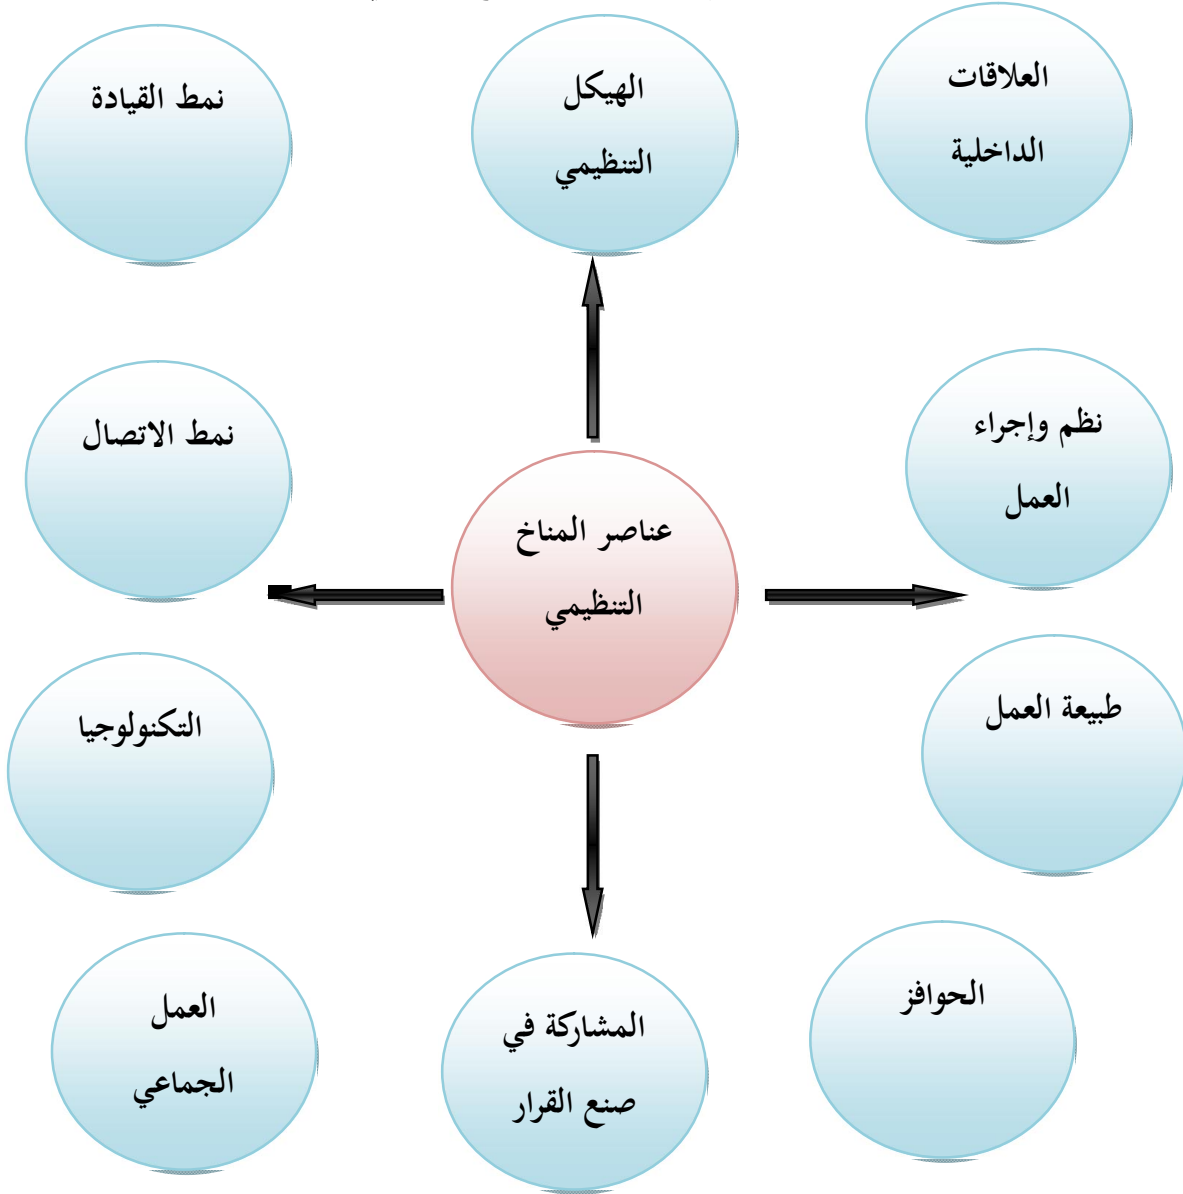 العلاقات
الداخلية
الهيكل
التنظيمي
نمط القيادة
نظم وإجراء
العمل
نمط الاتصال
عناصر المناخ
التنظيمي
طبيعة العمل
التكنولوجيا
الحوافز
المشاركة في
صنع القرار
العمل
الجماعي